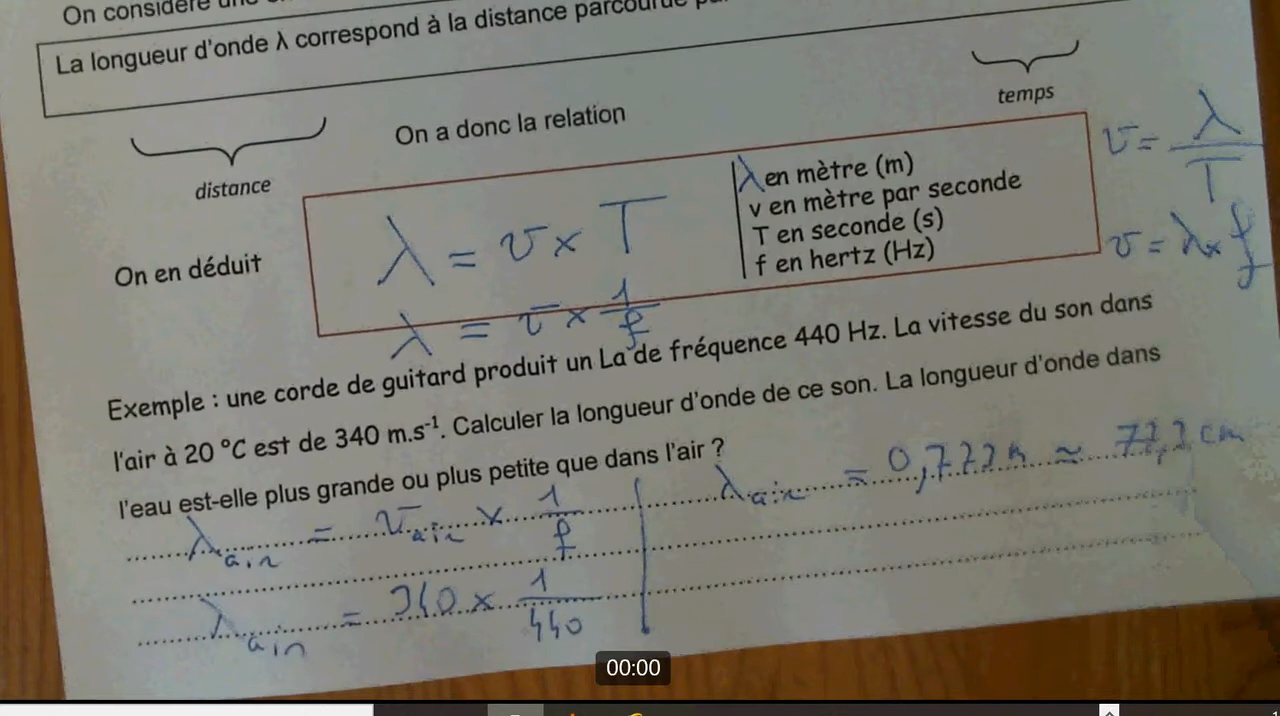 On considère une
La longueur d'onde λ correspond à la distance parcourue
temps
On a donc la relation
distance
v = λ / T
λ en mètre (m)
v en mètre par seconde
T en seconde (s)
f en hertz (Hz)
λ = v × T
On en déduit
v = λ × f
λ = v × 1/f
Exemple : une corde de guitard produit un La de fréquence 440 Hz. La vitesse du son dans
l'air à 20 °C est de 340 m.s⁻¹. Calculer la longueur d'onde de ce son. La longueur d'onde dans
l'eau est-elle plus grande ou plus petite que dans l'air ?
λair = vair × 1/f
λair = 340 × 1/440
λair = 0,772 m ≈ 77,2 cm
00:00